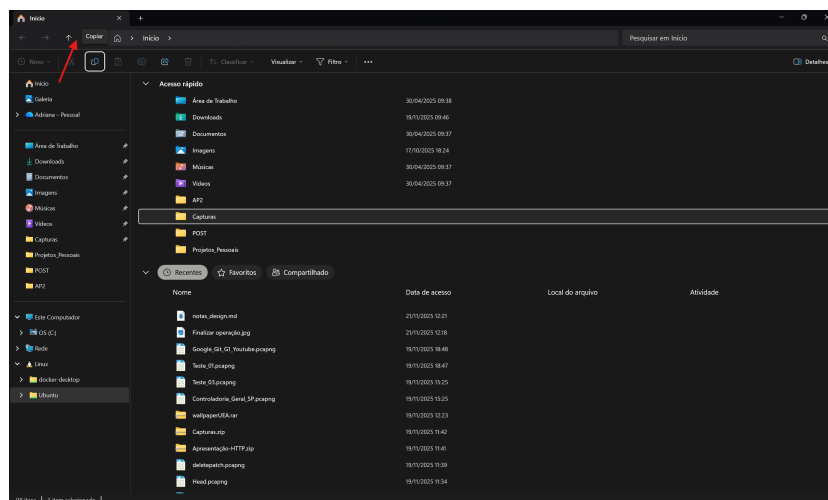 Início
Copiar
Início
Pesquisar em Início
Novo
Classificar
Visualizar
Filtro
Detalhes
Início
Galeria
Adriana – Pessoal
Área de Trabalho
Downloads
Documentos
Imagens
Músicas
Vídeos
Capturas
Projetos_Pessoais
POST
AP2
Este Computador
OS (C:)
Rede
Linux
docker-desktop
Ubuntu
Acesso rápido
Área de Trabalho 30/04/2025 09:38
Downloads 19/11/2025 09:46
Documentos 30/04/2025 09:37
Imagens 17/10/2025 18:24
Músicas 30/04/2025 09:37
Vídeos 30/04/2025 09:37
AP2
Capturas
POST
Projetos_Pessoais
Recentes Favoritos Compartilhado
Nome Data de acesso Local do arquivo Atividade
notas_design.md 21/11/2025 12:21
Finalizar operação.jpg 21/11/2025 12:18
Google_Git_G1_Youtube.pcapng 19/11/2025 18:48
Teste_01.pcapng 19/11/2025 18:47
Teste_03.pcapng 19/11/2025 15:25
Controladoria_Geral_SP.pcapng 19/11/2025 15:25
wallpaperUEA.rar 19/11/2025 12:23
Capturas.zip 19/11/2025 11:42
Apresentação-HTTP.zip 19/11/2025 11:41
deletepatch.pcapng 19/11/2025 11:39
Head.pcapng 19/11/2025 11:34